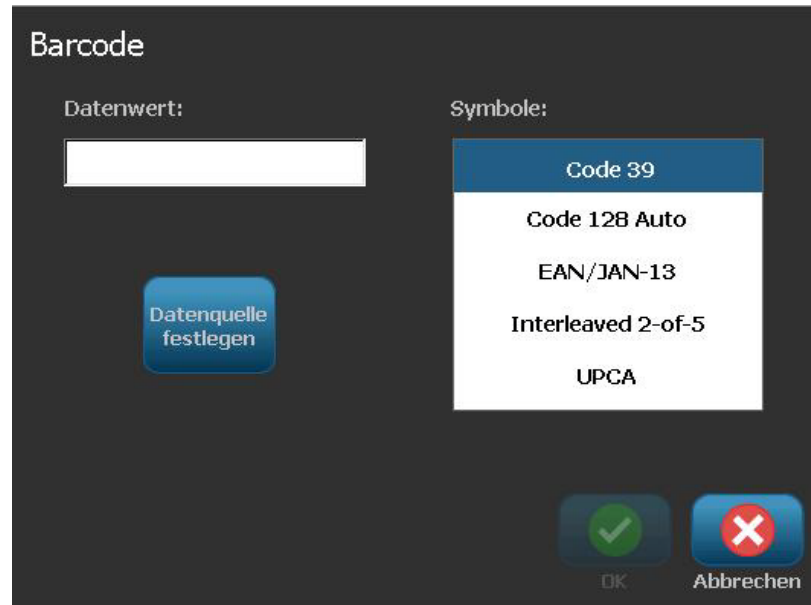 Barcode
Datenwert:
Symbole:
Code 39
Code 128 Auto
EAN/JAN-13
Interleaved 2-of-5
UPCA
Datenquelle
festlegen
OK
Abbrechen